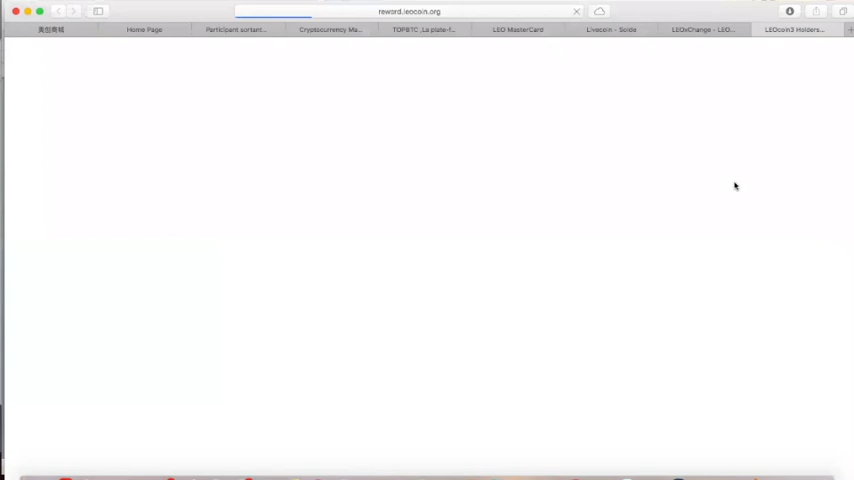 reward.leocoin.org
Home Page
Participant sortant...
Cryptocurrency Ma...
TOPBTC ,La plate-f...
LEO MasterCard
Livecoin - Solde
LEOxChange - LEO...
LEOcoin3 Holders...